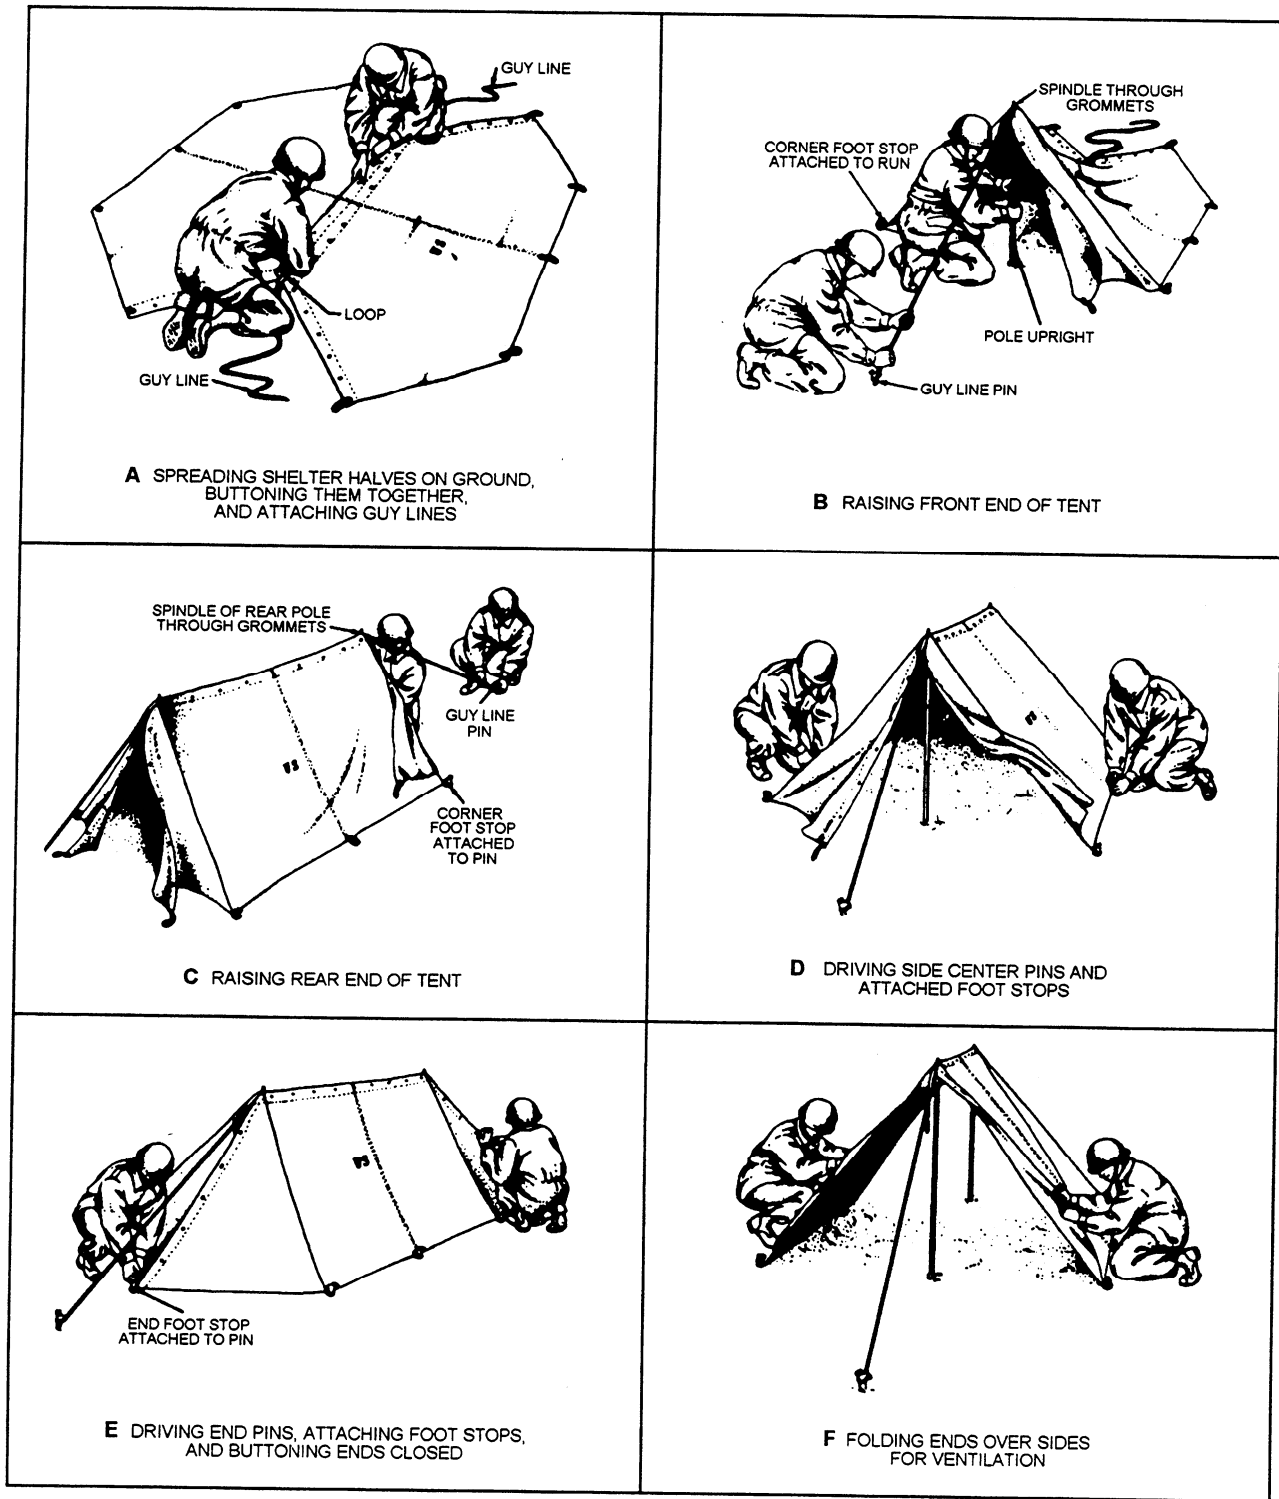 GUY LINE
LOOP
GUY LINE
A SPREADING SHELTER HALVES ON GROUND,
BUTTONING THEM TOGETHER,
AND ATTACHING GUY LINES
SPINDLE THROUGH
GROMMETS
CORNER FOOT STOP
ATTACHED TO RUN
POLE UPRIGHT
GUY LINE PIN
B RAISING FRONT END OF TENT
SPINDLE OF REAR POLE
THROUGH GROMMETS
GUY LINE
PIN
US
CORNER
FOOT STOP
ATTACHED
TO PIN
C RAISING REAR END OF TENT
D DRIVING SIDE CENTER PINS AND
ATTACHED FOOT STOPS
US
END FOOT STOP
ATTACHED TO PIN
E DRIVING END PINS, ATTACHING FOOT STOPS,
AND BUTTONING ENDS CLOSED
F FOLDING ENDS OVER SIDES
FOR VENTILATION